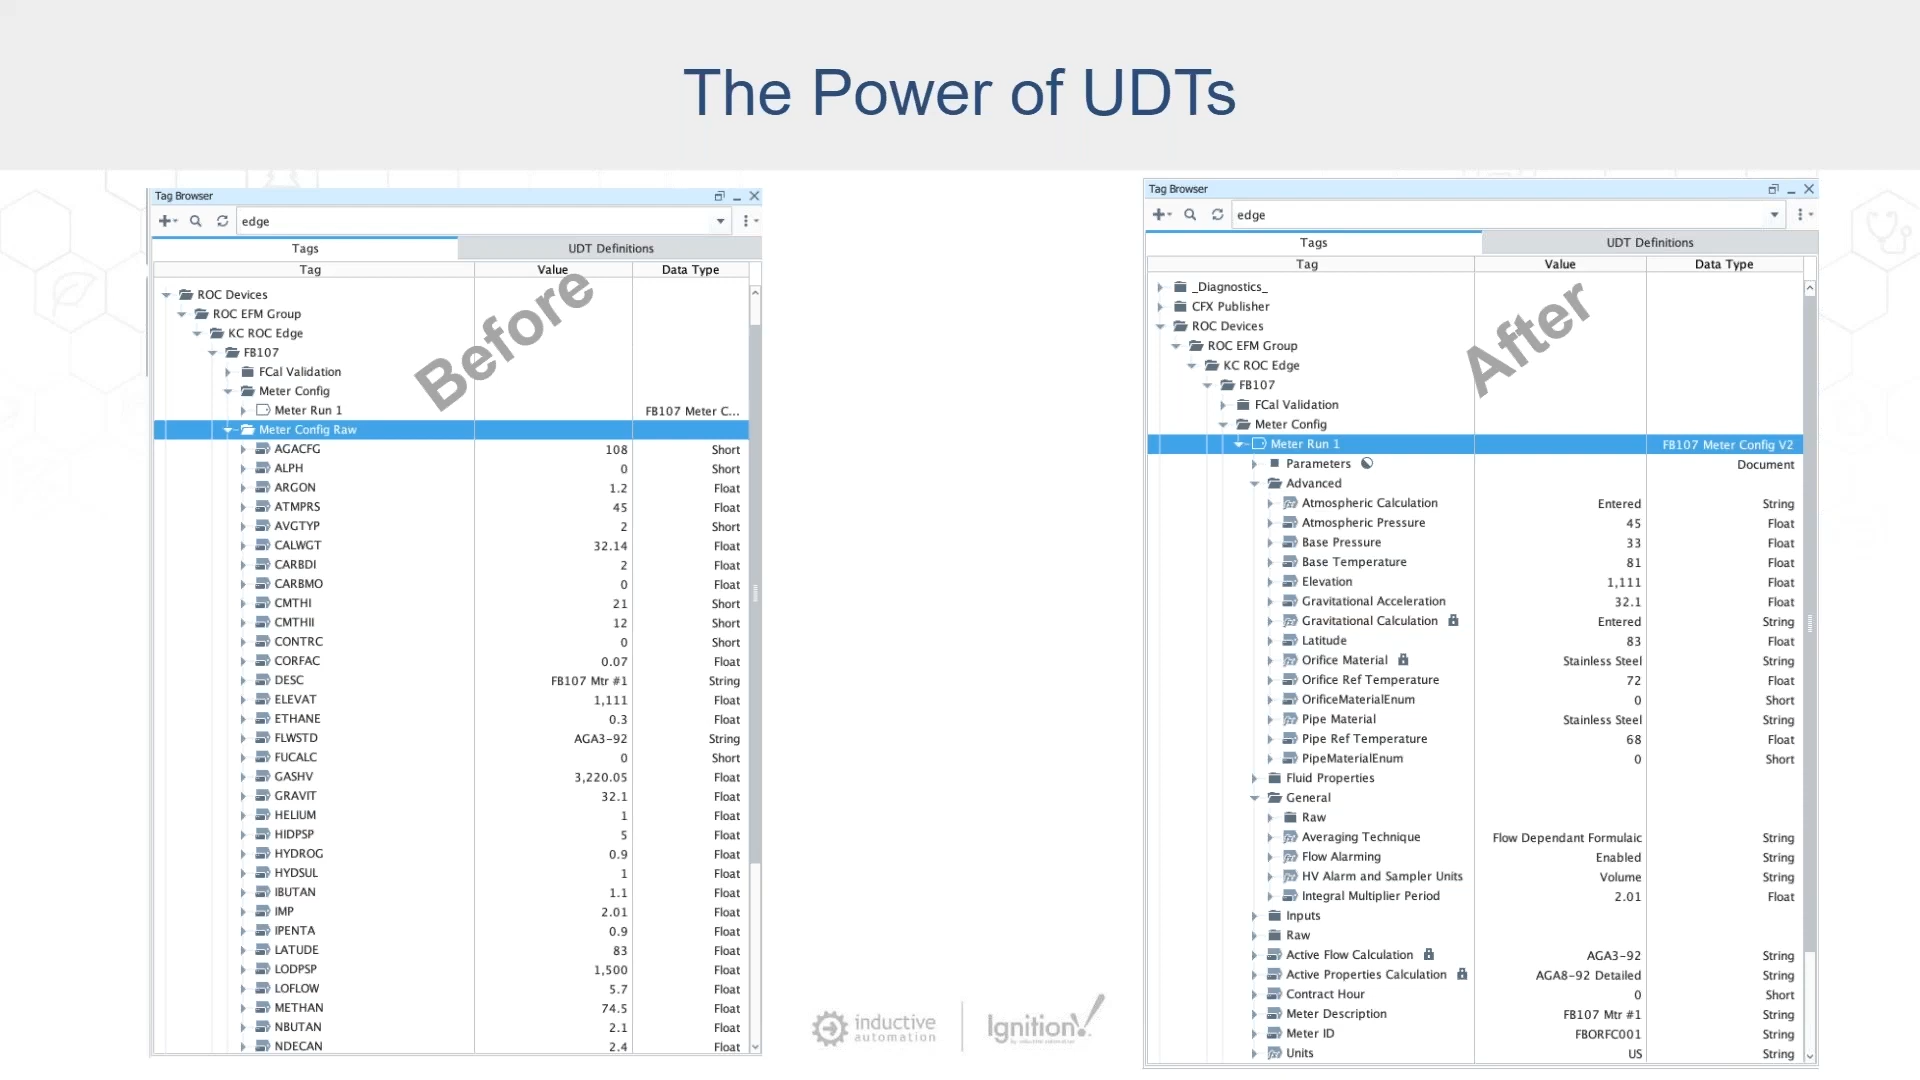 The Power of UDTs
Tag Browser
edge
Tags UDT Definitions
Tag Value Data Type
Before
ROC Devices
ROC EFM Group
KC ROC Edge
FB107
FCal Validation
Meter Config
Meter Run 1 FB107 Meter C...
Meter Config Raw
AGACFG 108 Short
ALPH 0 Short
ARGON 1.2 Float
ATMPRS 45 Float
AVGTYP 2 Short
CALWGT 32.14 Float
CARBDI 2 Float
CARBMO 0 Float
CMTHI 21 Short
CMTHII 12 Short
CONTRC 0 Short
CORFAC 0.07 Float
DESC FB107 Mtr #1 String
ELEVAT 1,111 Float
ETHANE 0.3 Float
FLWSTD AGA3-92 String
FUCALC 0 Short
GASHV 3,220.05 Float
GRAVIT 32.1 Float
HELIUM 1 Float
HIDPSP 5 Float
HYDROG 0.9 Float
HYDSUL 1 Float
IBUTAN 1.1 Float
IMP 2.01 Float
IPENTA 0.9 Float
LATUDE 83 Float
LODPSP 1,500 Float
LOFLOW 5.7 Float
METHAN 74.5 Float
NBUTAN 2.1 Float
NDECAN 2.4 Float
Tag Browser
edge
Tags UDT Definitions
Tag Value Data Type
After
_Diagnostics_
CFX Publisher
ROC Devices
ROC EFM Group
KC ROC Edge
FB107
FCal Validation
Meter Config
Meter Run 1 FB107 Meter Config V2
Parameters Document
Advanced
Atmospheric Calculation Entered String
Atmospheric Pressure 45 Float
Base Pressure 33 Float
Base Temperature 81 Float
Elevation 1,111 Float
Gravitational Acceleration 32.1 Float
Gravitational Calculation Entered String
Latitude 83 Float
Orifice Material Stainless Steel String
Orifice Ref Temperature 72 Float
OrificeMaterialEnum 0 Short
Pipe Material Stainless Steel String
Pipe Ref Temperature 68 Float
PipeMaterialEnum 0 Short
Fluid Properties
General
Raw
Averaging Technique Flow Dependant Formulaic String
Flow Alarming Enabled String
HV Alarm and Sampler Units Volume String
Integral Multiplier Period 2.01 Float
Inputs
Raw
Active Flow Calculation AGA3-92 String
Active Properties Calculation AGA8-92 Detailed String
Contract Hour 0 Short
Meter Description FB107 Mtr #1 String
Meter ID FBORFC001 String
Units US String
inductive
automation
Ignition!
by inductive automation